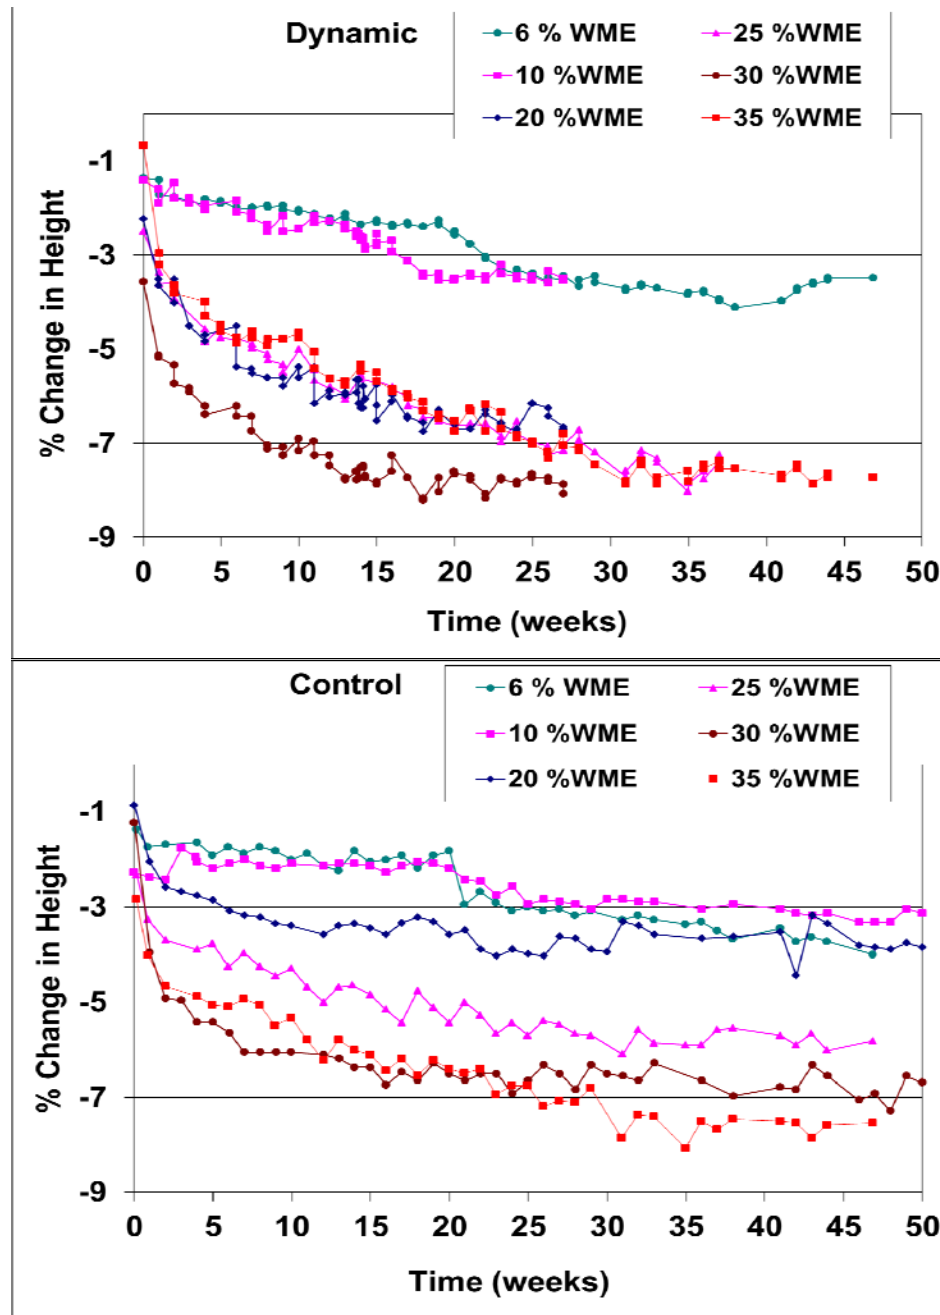 Dynamic
6 % WME 25 %WME
10 %WME 30 %WME
20 %WME 35 %WME
% Change in Height
-1
-3
-5
-7
-9
0 5 10 15 20 25 30 36 40 45 50
Time (weeks)
Control
6 % WME 25 %WME
10 %WME 30 %WME
20 %WME 35 %WME
% Change in Height
-1
-3
-5
-7
-9
0 5 10 15 20 25 30 35 40 45 50
Time (weeks)